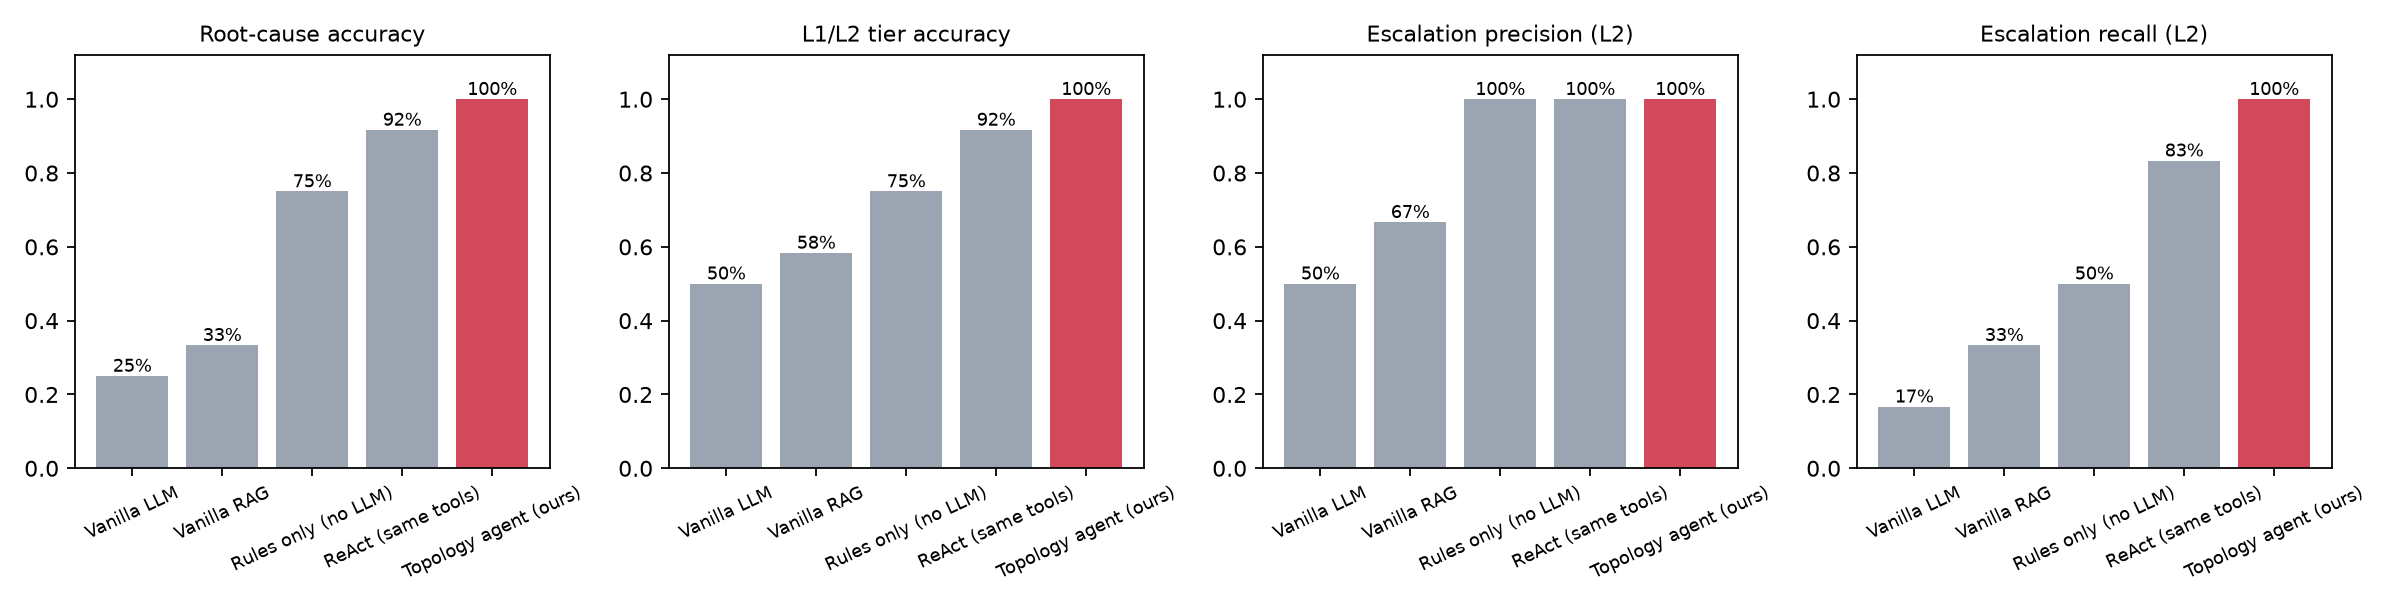 Root-cause accuracy
1.0
0.8
0.6
0.4
0.2
0.0
25%
33%
75%
92%
100%
Vanilla LLM
Vanilla RAG
Rules only (no LLM)
ReAct (same tools)
Topology agent (ours)
L1/L2 tier accuracy
1.0
0.8
0.6
0.4
0.2
0.0
50%
58%
75%
92%
100%
Vanilla LLM
Vanilla RAG
Rules only (no LLM)
ReAct (same tools)
Topology agent (ours)
Escalation precision (L2)
1.0
0.8
0.6
0.4
0.2
0.0
50%
67%
100%
100%
100%
Vanilla LLM
Vanilla RAG
Rules only (no LLM)
ReAct (same tools)
Topology agent (ours)
Escalation recall (L2)
1.0
0.8
0.6
0.4
0.2
0.0
17%
33%
50%
83%
100%
Vanilla LLM
Vanilla RAG
Rules only (no LLM)
ReAct (same tools)
Topology agent (ours)